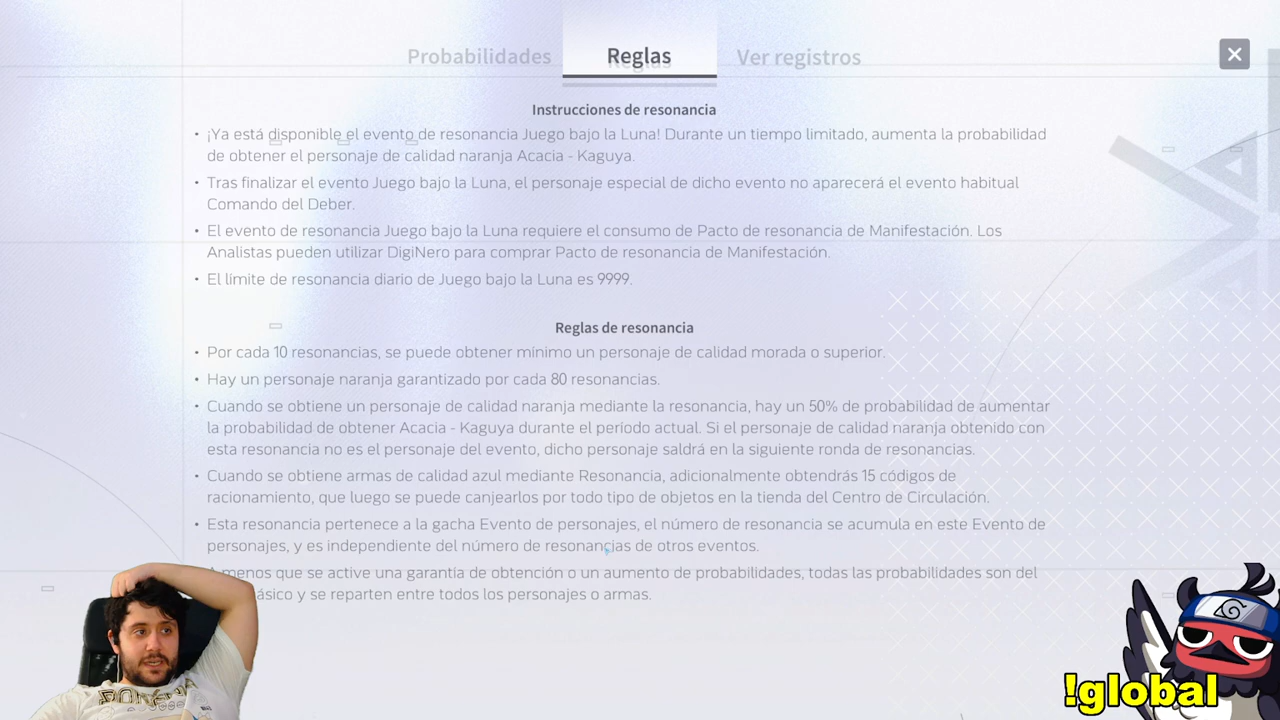 Probabilidades
Reglas
Ver registros
Instrucciones de resonancia
• ¡Ya está disponible el evento de resonancia Juego bajo la Luna! Durante un tiempo limitado, aumenta la probabilidad
de obtener el personaje de calidad naranja Acacia - Kaguya.
• Tras finalizar el evento Juego bajo la Luna, el personaje especial de dicho evento no aparecerá el evento habitual
Comando del Deber.
• El evento de resonancia Juego bajo la Luna requiere el consumo de Pacto de resonancia de Manifestación. Los
Analistas pueden utilizar DigiNero para comprar Pacto de resonancia de Manifestación.
• El límite de resonancia diario de Juego bajo la Luna es 9999.
Reglas de resonancia
• Por cada 10 resonancias, se puede obtener mínimo un personaje de calidad morada o superior.
• Hay un personaje naranja garantizado por cada 80 resonancias.
• Cuando se obtiene un personaje de calidad naranja mediante la resonancia, hay un 50% de probabilidad de aumentar
la probabilidad de obtener Acacia - Kaguya durante el período actual. Si el personaje de calidad naranja obtenido con
esta resonancia no es el personaje del evento, dicho personaje saldrá en la siguiente ronda de resonancias.
• Cuando se obtiene armas de calidad azul mediante Resonancia, adicionalmente obtendrás 15 códigos de
racionamiento, que luego se puede canjearlos por todo tipo de objetos en la tienda del Centro de Circulación.
• Esta resonancia pertenece a la gacha Evento de personajes, el número de resonancia se acumula en este Evento de
personajes, y es independiente del número de resonancias de otros eventos.
menos que se active una garantía de obtención o un aumento de probabilidades, todas las probabilidades son del
ásico y se reparten entre todos los personajes o armas.
!global